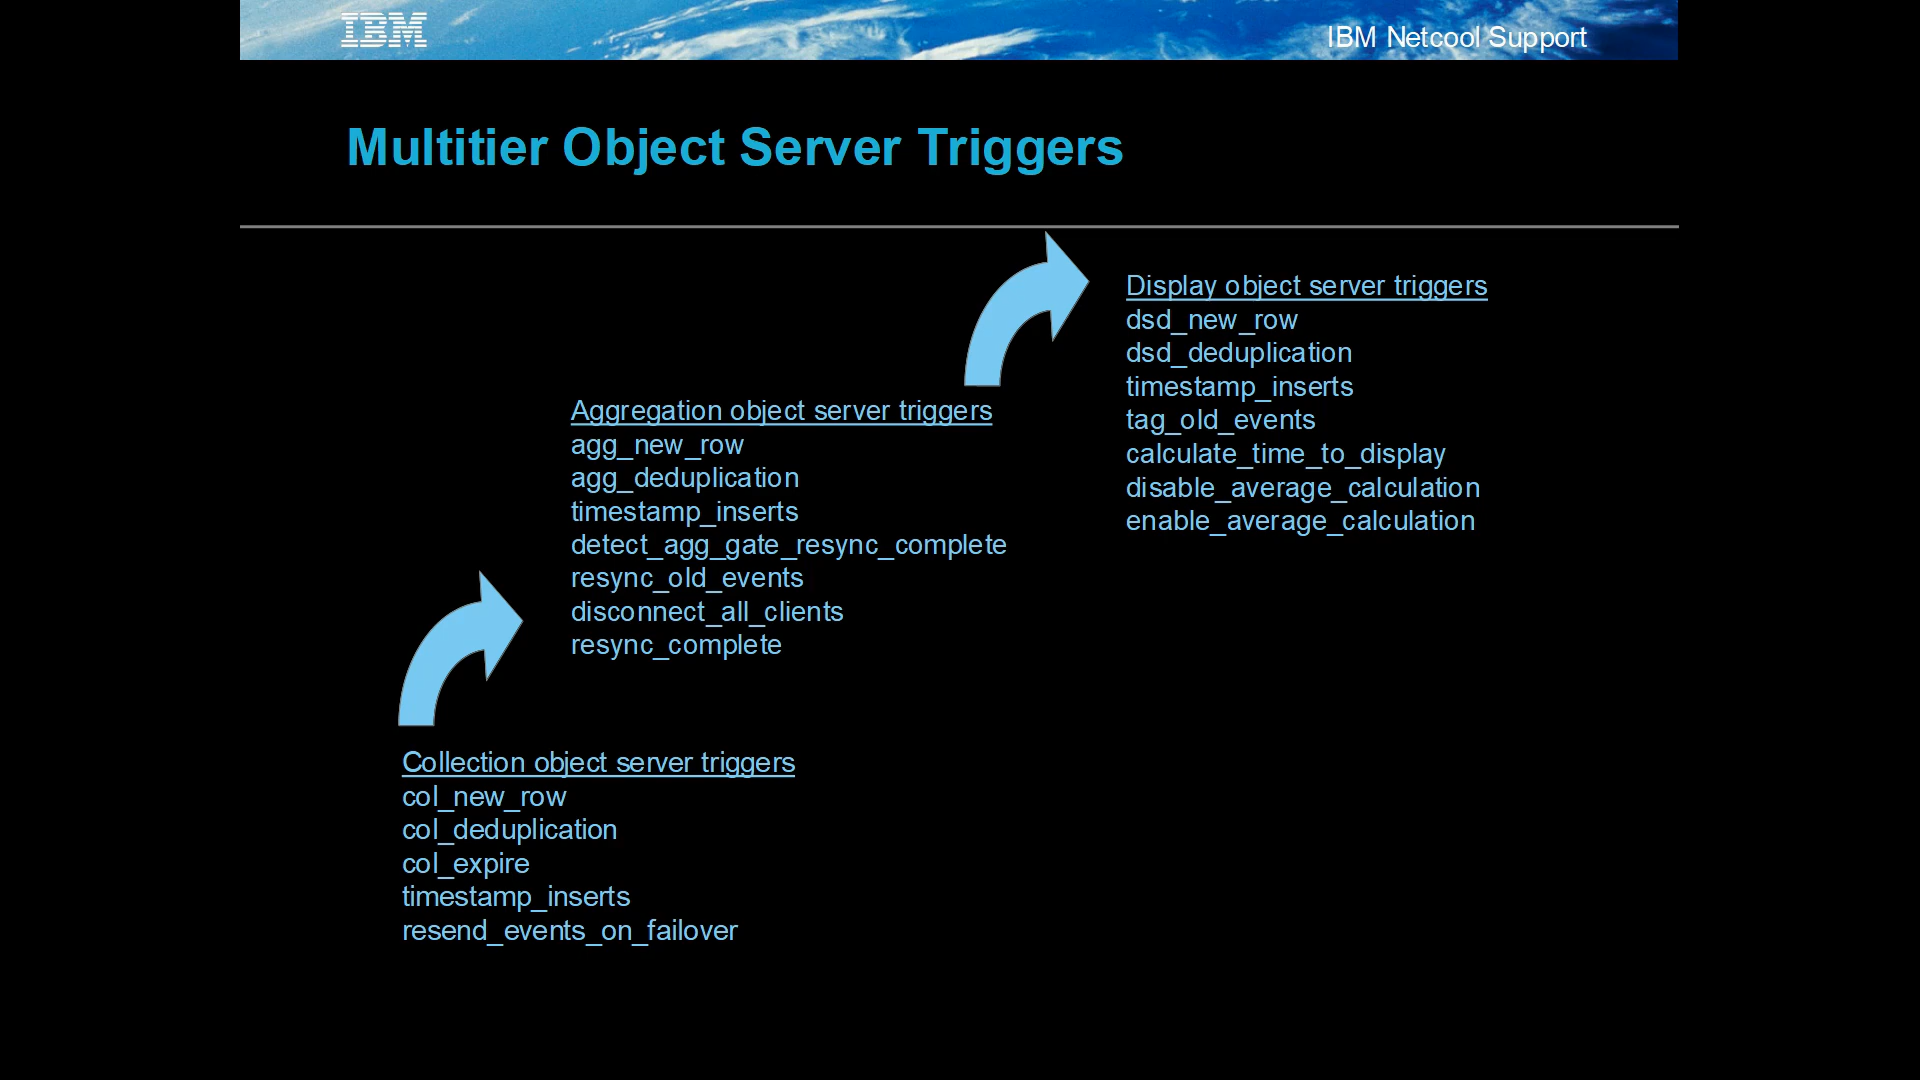 IBM
IBM Netcool Support
Multitier Object Server Triggers
Display object server triggers
dsd_new_row
dsd_deduplication
timestamp_inserts
tag_old_events
calculate_time_to_display
disable_average_calculation
enable_average_calculation
Aggregation object server triggers
agg_new_row
agg_deduplication
timestamp_inserts
detect_agg_gate_resync_complete
resync_old_events
disconnect_all_clients
resync_complete
Collection object server triggers
col_new_row
col_deduplication
col_expire
timestamp_inserts
resend_events_on_failover